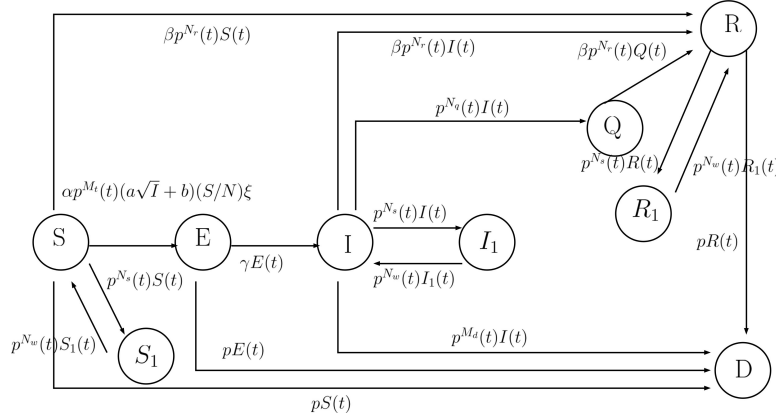 R
βp^{N_r}(t)S(t)
βp^{N_r}(t)I(t)
βp^{N_r}(t)Q(t)
p^{N_q}(t)I(t)
Q
p^{N_s}(t)R(t)
p^{N_w}(t)R_1(t)
αp^{M_t}(t)(a√I + b)(S/N)ξ
R_1
p^{N_s}(t)I(t)
S
E
I
I_1
pR(t)
γE(t)
p^{N_s}(t)S(t)
p^{N_w}(t)I_1(t)
p^{N_w}(t)S_1(t)
S_1
pE(t)
p^{M_d}(t)I(t)
D
pS(t)